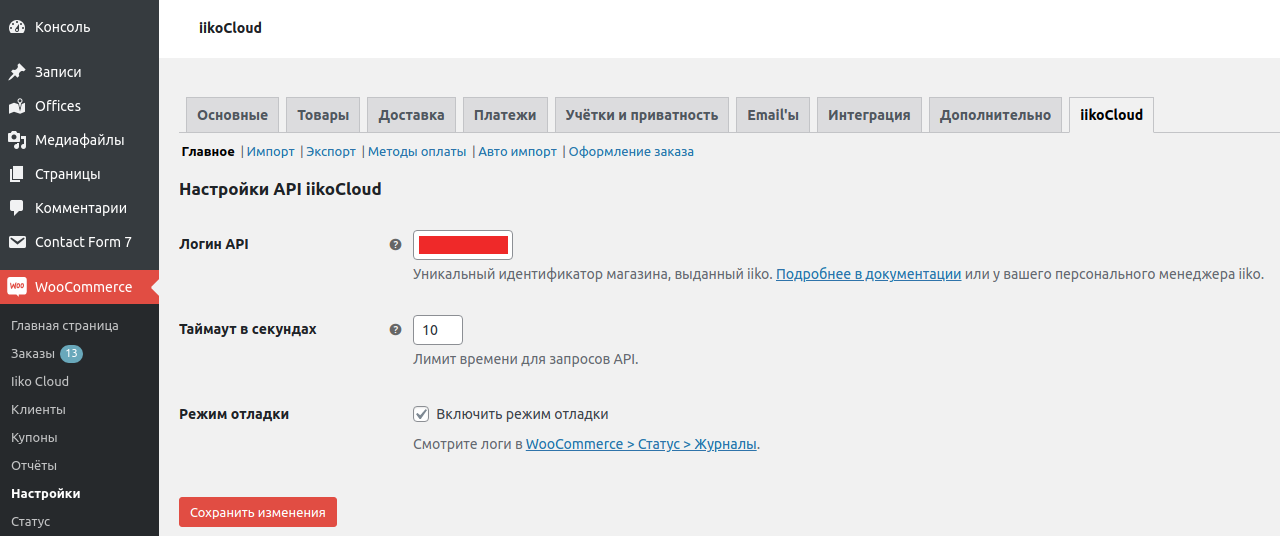 Консоль
Записи
Offices
Медиафайлы
Страницы
Комментарии
Contact Form 7
WOO WooCommerce
Главная страница
Заказы 13
Iiko Cloud
Клиенты
Купоны
Отчёты
Настройки
Статус
iikoCloud
Основные Товары Доставка Платежи Учётки и приватность Email'ы Интеграция Дополнительно iikoCloud
Главное | Импорт | Экспорт | Методы оплаты | Авто импорт | Оформление заказа
Настройки API iikoCloud
Логин API ?
Уникальный идентификатор магазина, выданный iiko. Подробнее в документации или у вашего персонального менеджера iiko.
Таймаут в секундах ? 10
Лимит времени для запросов API.
Режим отладки Включить режим отладки
Смотрите логи в WooCommerce > Статус > Журналы.
Сохранить изменения